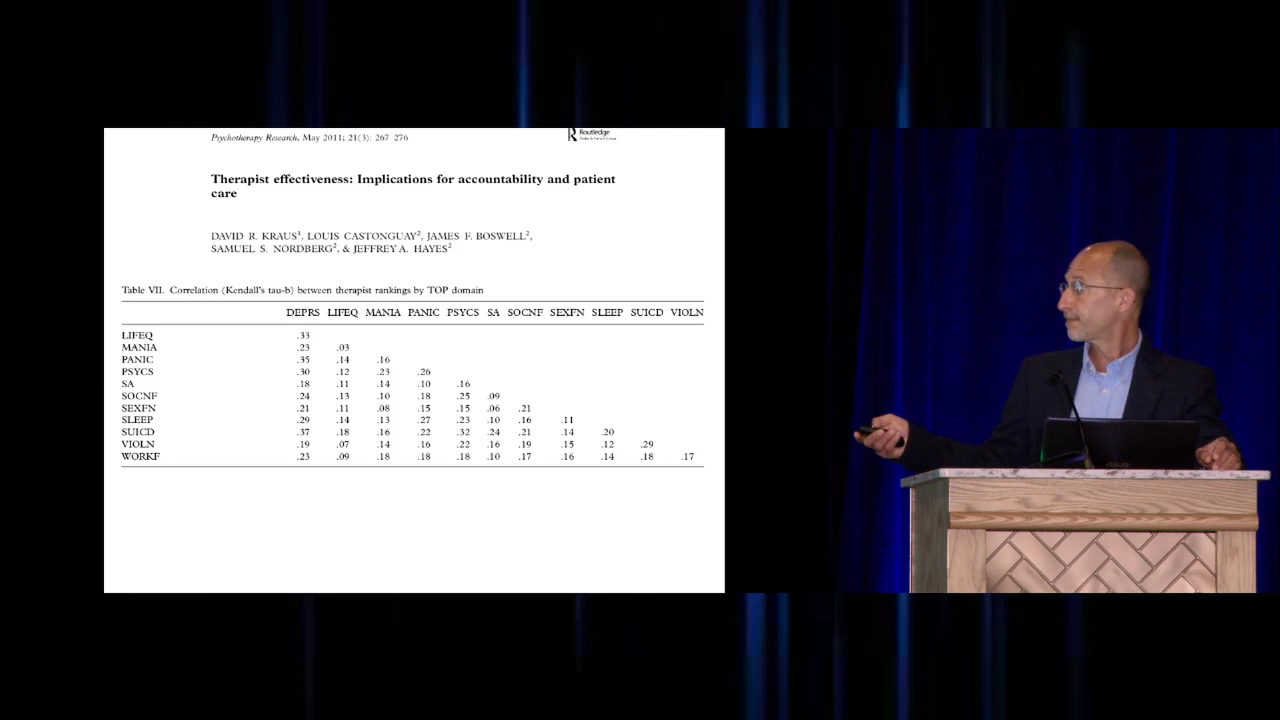 Psychotherapy Research, May 2011; 21(3): 267 276
Routledge
Therapist effectiveness: Implications for accountability and patient
care
DAVID R. KRAUS1, LOUIS CASTONGUAY2, JAMES F. BOSWELL2,
SAMUEL S. NORDBERG2, & JEFFREY A. HAYES2
Table VII. Correlation (Kendall's tau-b) between therapist rankings by TOP domain
DEPRS LIFEQ MANIA PANIC PSYCS SA SOCNF SEXFN SLEEP SUICD VIOLN
LIFEQ .33
MANIA .23 .03
PANIC .35 .14 .16
PSYCS .30 .12 .23 .26
SA .18 .11 .14 .10 .16
SOCNF .24 .13 .10 .18 .25 .09
SEXFN .21 .11 .08 .15 .15 .06 .21
SLEEP .29 .14 .13 .27 .23 .10 .16 .11
SUICD .37 .18 .16 .22 .32 .24 .21 .14 .20
VIOLN .19 .07 .14 .16 .22 .16 .19 .15 .12 .29
WORKF .23 .09 .18 .18 .18 .10 .17 .16 .14 .18 .17